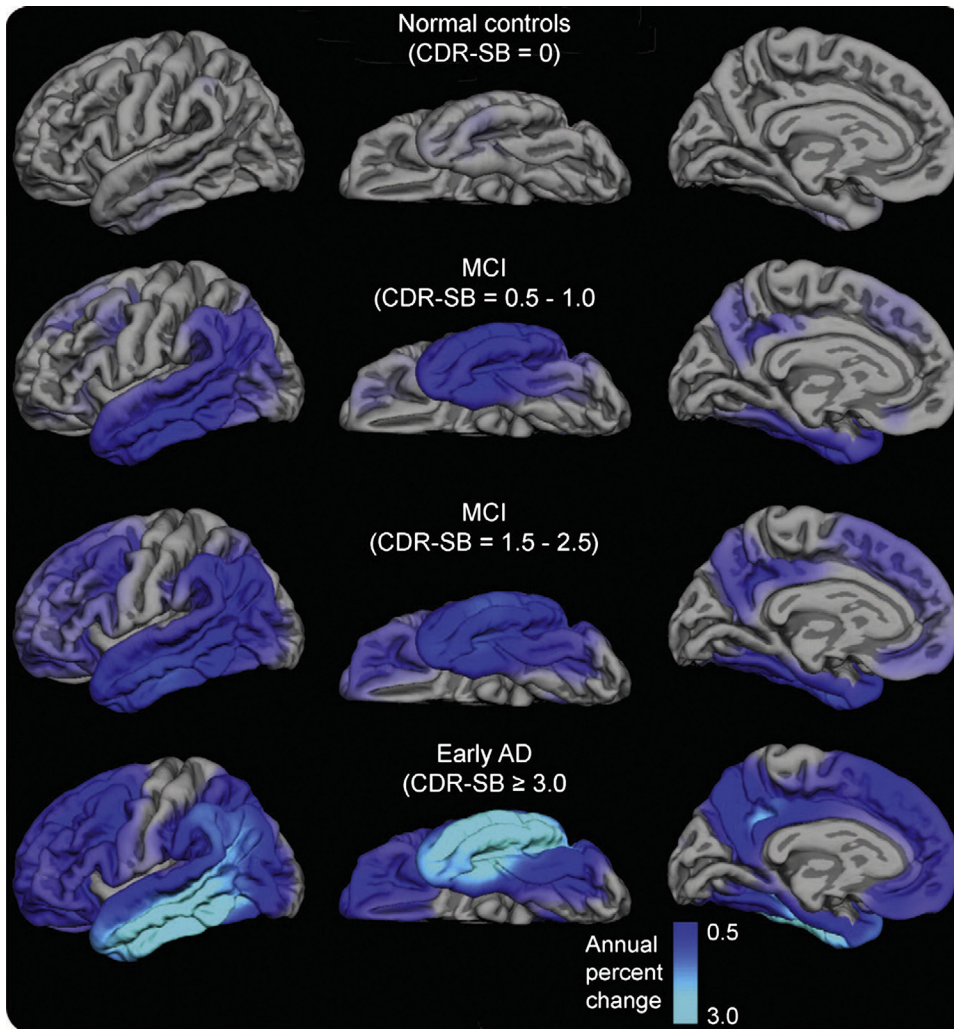 Normal controls
(CDR-SB = 0)
MCI
(CDR-SB = 0.5 - 1.0
MCI
(CDR-SB = 1.5 - 2.5)
Early AD
(CDR-SB ≥ 3.0
Annual
percent
change
0.5
3.0